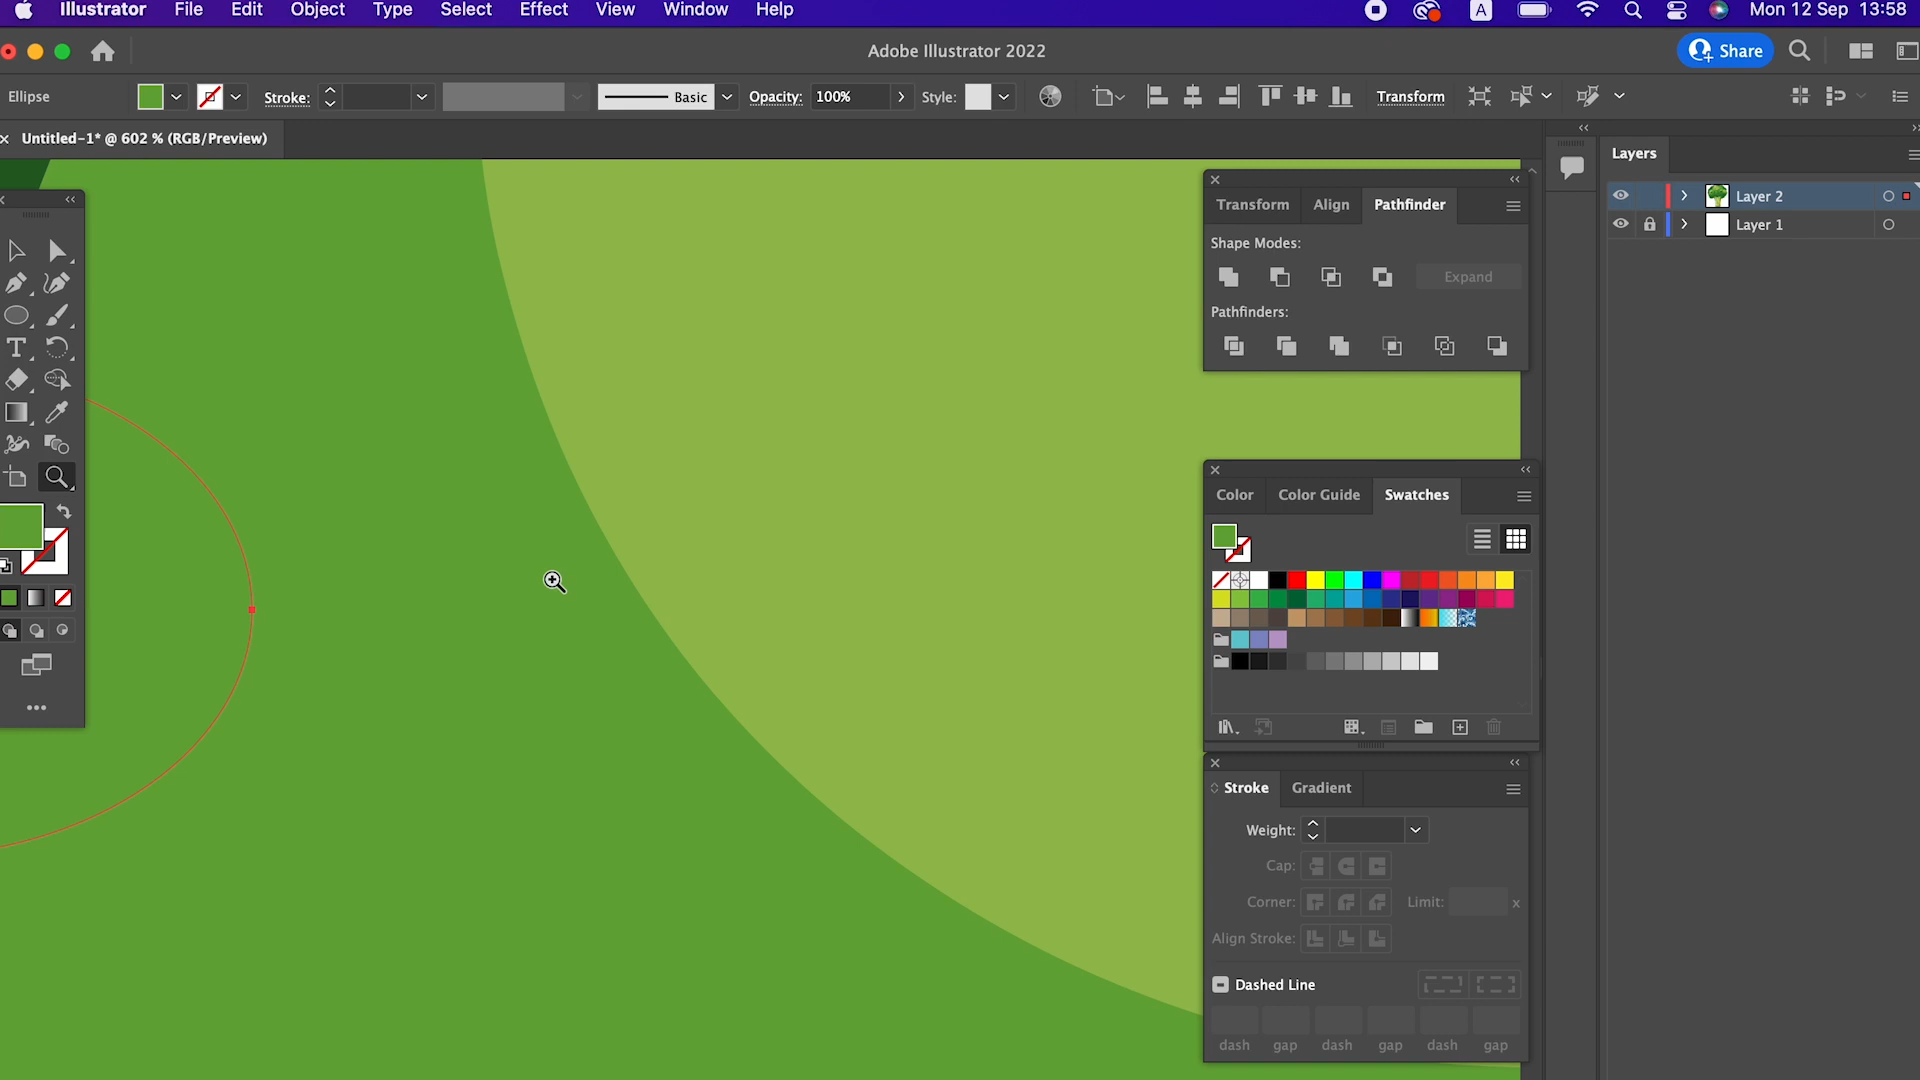 Illustrator File Edit Object Type Select Effect View Window Help A Mon 12 Sep 13:58
Adobe Illustrator 2022 Share
Ellipse Stroke: Basic Opacity: 100% Style: Transform
Untitled-1* @ 602 % (RGB/Preview)
Layers
Layer 2
Layer 1
Transform Align Pathfinder
Shape Modes:
Expand
Pathfinders:
Color Color Guide Swatches
Stroke Gradient
Weight:
Cap:
Corner: Limit: x
Align Stroke:
Dashed Line
dash gap dash gap dash gap